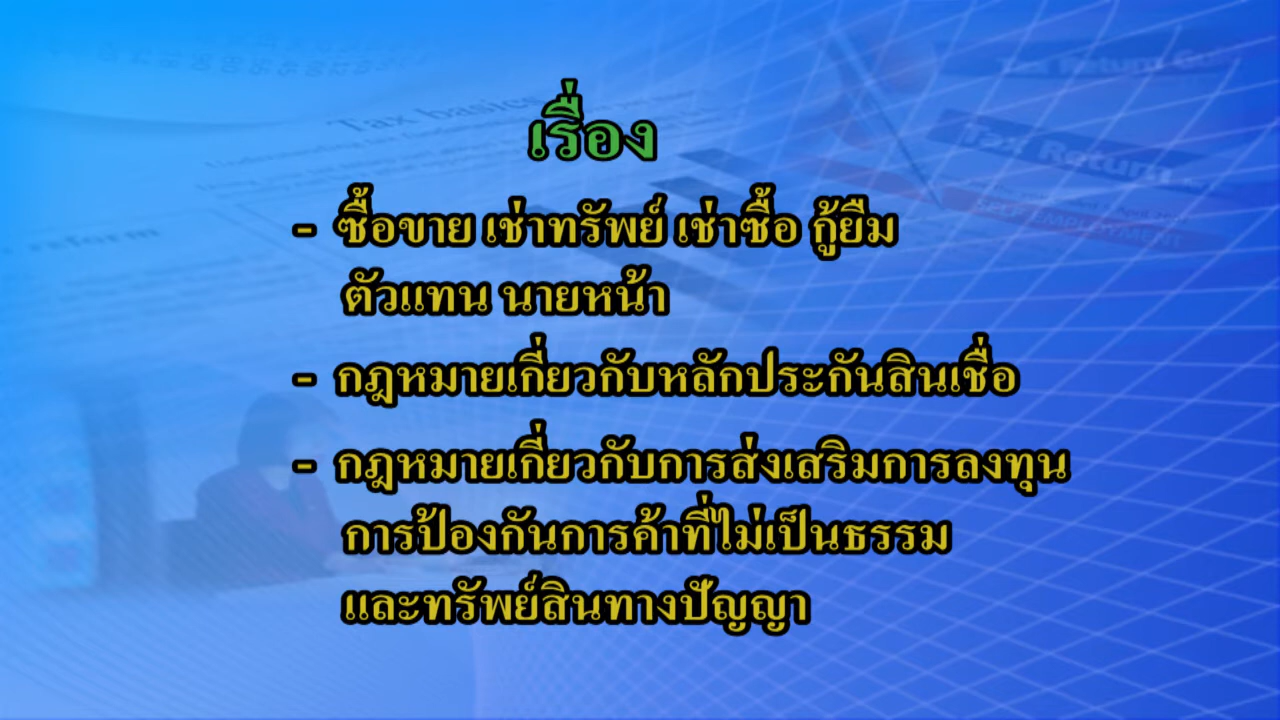 Tax basics
Tax Return
reform
เรื่อง
- ซื้อขาย เช่าทรัพย์ เช่าซื้อ กู้ยืม
ตัวแทน นายหน้า
- กฎหมายเกี่ยวกับหลักประกันสินเชื่อ
- กฎหมายเกี่ยวกับการส่งเสริมการลงทุน
การป้องกันการค้าที่ไม่เป็นธรรม
และทรัพย์สินทางปัญญา